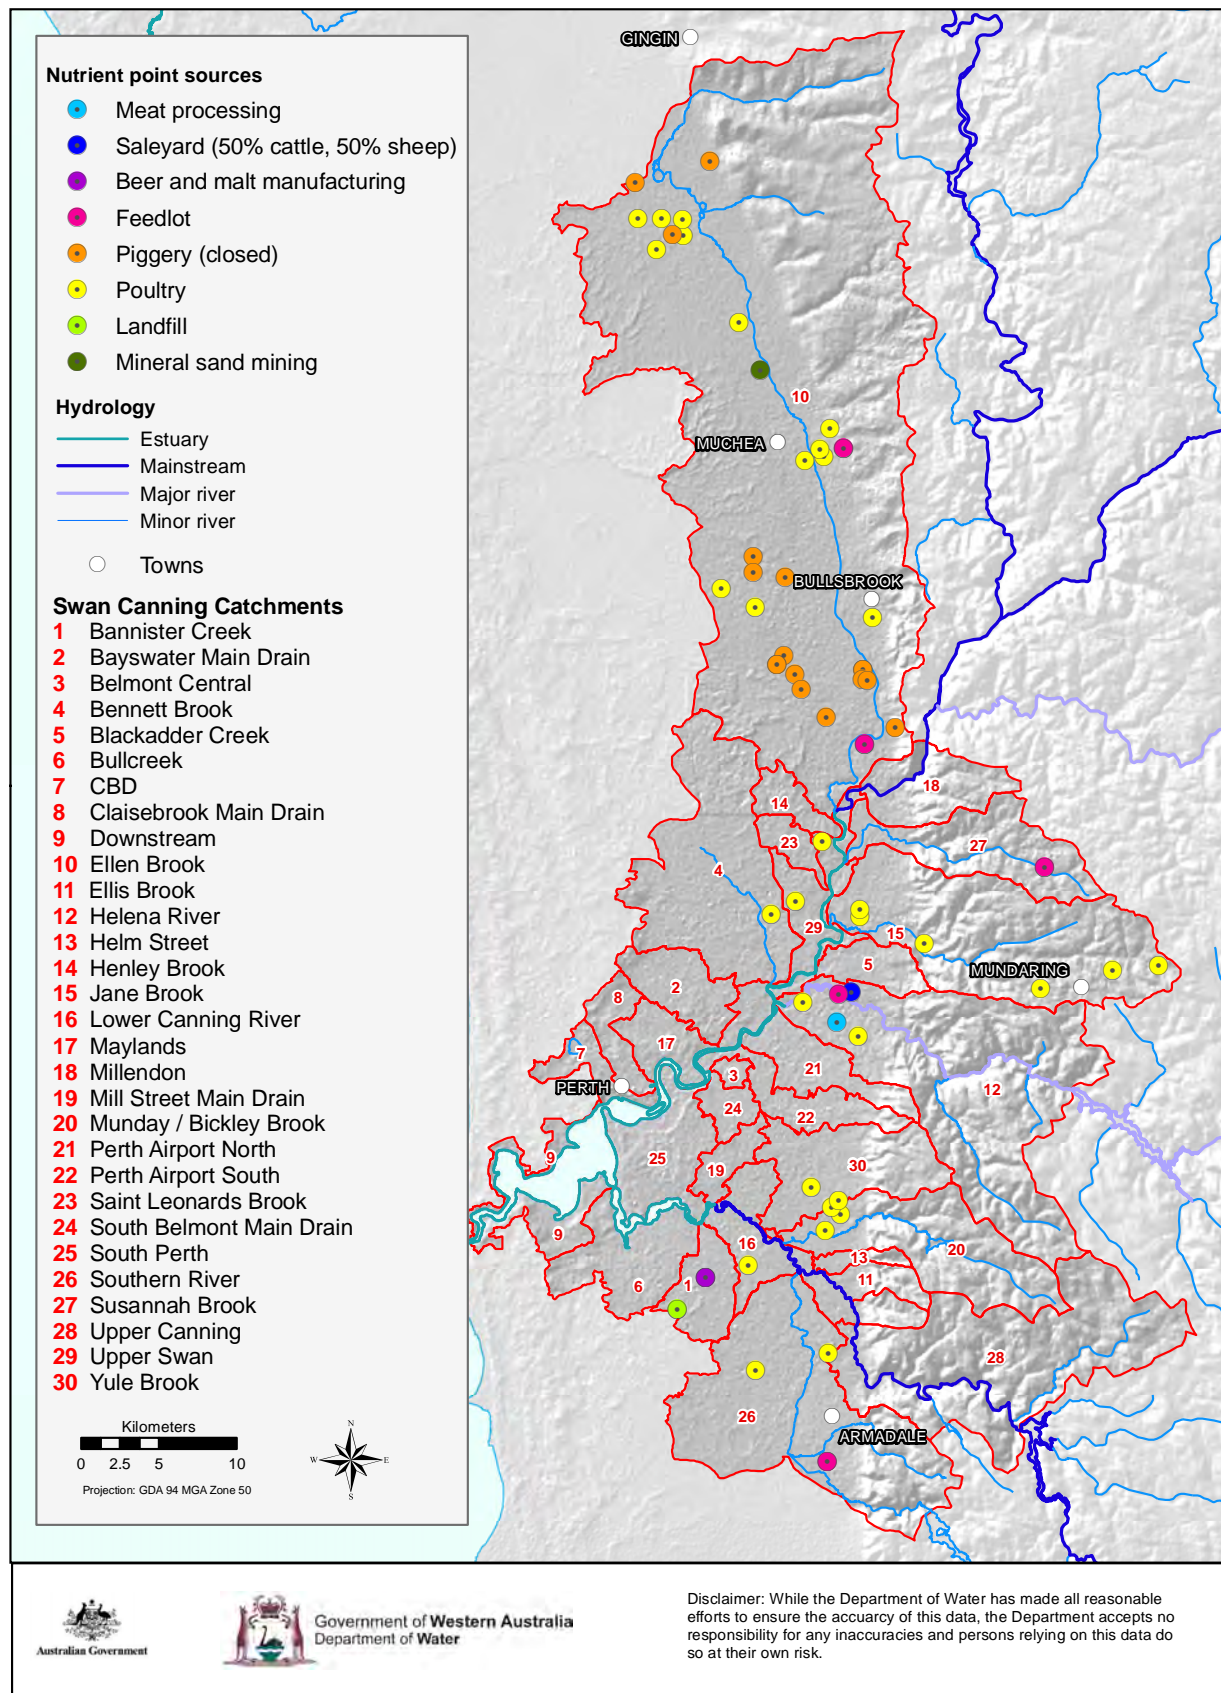 Nutrient point sources
Meat processing
Saleyard (50% cattle, 50% sheep)
Beer and malt manufacturing
Feedlot
Piggery (closed)
Poultry
Landfill
Mineral sand mining
Hydrology
Estuary
Mainstream
Major river
Minor river
Towns
Swan Canning Catchments
1 Bannister Creek
2 Bayswater Main Drain
3 Belmont Central
4 Bennett Brook
5 Blackadder Creek
6 Bullcreek
7 CBD
8 Claisebrook Main Drain
9 Downstream
10 Ellen Brook
11 Ellis Brook
12 Helena River
13 Helm Street
14 Henley Brook
15 Jane Brook
16 Lower Canning River
17 Maylands
18 Millendon
19 Mill Street Main Drain
20 Munday / Bickley Brook
21 Perth Airport North
22 Perth Airport South
23 Saint Leonards Brook
24 South Belmont Main Drain
25 South Perth
26 Southern River
27 Susannah Brook
28 Upper Canning
29 Upper Swan
30 Yule Brook
Kilometers
0 2.5 5 10
Projection: GDA 94 MGA Zone 50
N
W E
S
GINGIN
10
MUCHEA
BULLSBROOK
18
14
23
27
4
29
15
5
MUNDARING
2
8
17
7
21
3
PERTH
12
24
22
9
25
19
30
9
16
20
13
6
1
11
28
26
ARMADALE
Australian Government
Government of Western Australia
Department of Water
Disclaimer: While the Department of Water has made all reasonable
efforts to ensure the accuarcy of this data, the Department accepts no
responsibility for any inaccuracies and persons relying on this data do
so at their own risk.